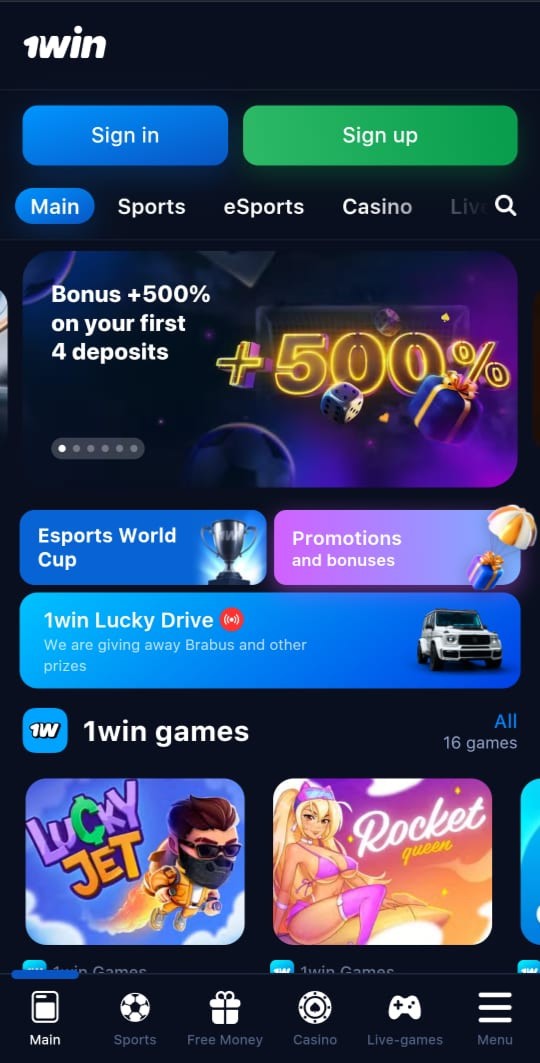 1win
Sign in
Sign up
Main
Sports
eSports
Casino
Live
Bonus +500%
on your first
4 deposits
+500%
Esports World
Cup
Promotions
and bonuses
1win Lucky Drive
We are giving away Brabus and other
prizes
1W
1win games
All
16 games
LUCKY
JET
Rocket
queen
1win Games
1win Games
Main
Sports
Free Money
Casino
Live-games
Menu